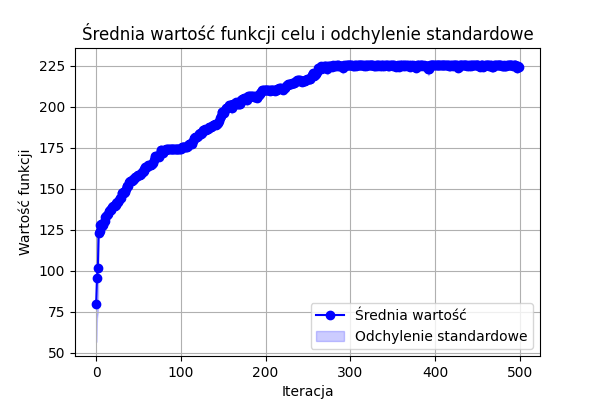 Średnia wartość funkcji celu i odchylenie standardowe
225
200
175
150
125
100
75
50
Wartość funkcji
Średnia wartość
Odchylenie standardowe
0 100 200 300 400 500
Iteracja